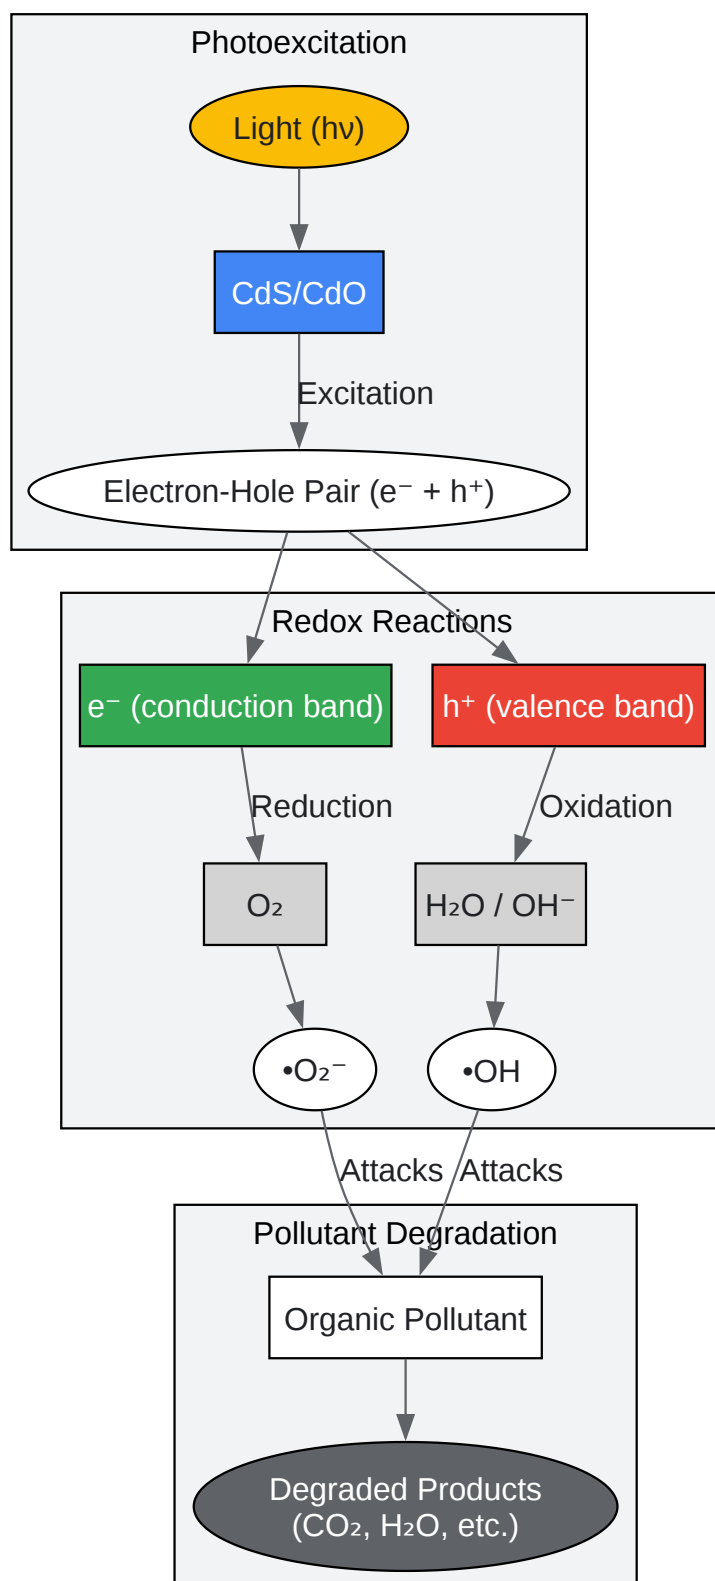 Photoexcitation
Light (hν)
CdS/CdO
Excitation
Electron-Hole Pair (e⁻ + h⁺)
Redox Reactions
e⁻ (conduction band)
h⁺ (valence band)
Reduction
Oxidation
O₂
H₂O / OH⁻
•O₂⁻
•OH
Attacks
Attacks
Pollutant Degradation
Organic Pollutant
Degraded Products
(CO₂, H₂O, etc.)